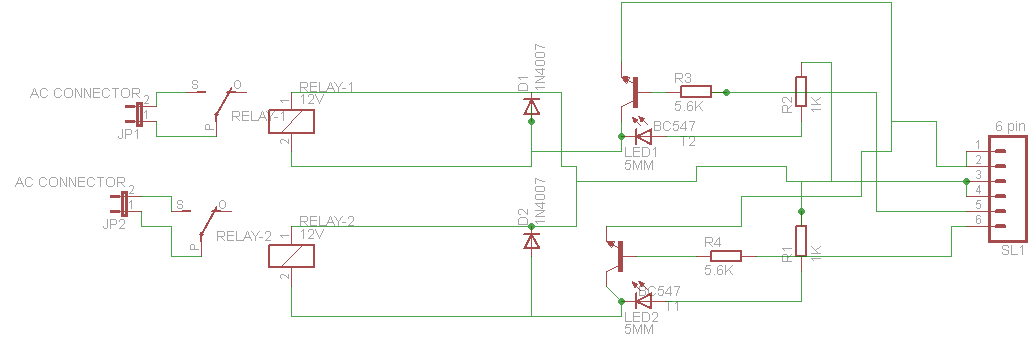 AC CONNECTOR
2
1
JP1
S
O
P
RELAY-1
RELAY-1
12V
1
2
D1
1N4007
R3
5.6K
BC547
T2
LED1
5MM
R2
1K
6 pin
1
2
3
4
5
6
SL1
AC CONNECTOR
2
1
JP2
S
O
P
RELAY-2
RELAY-2
12V
1
2
D2
1N4007
R4
5.6K
BC547
T1
LED2
5MM
R1
1K